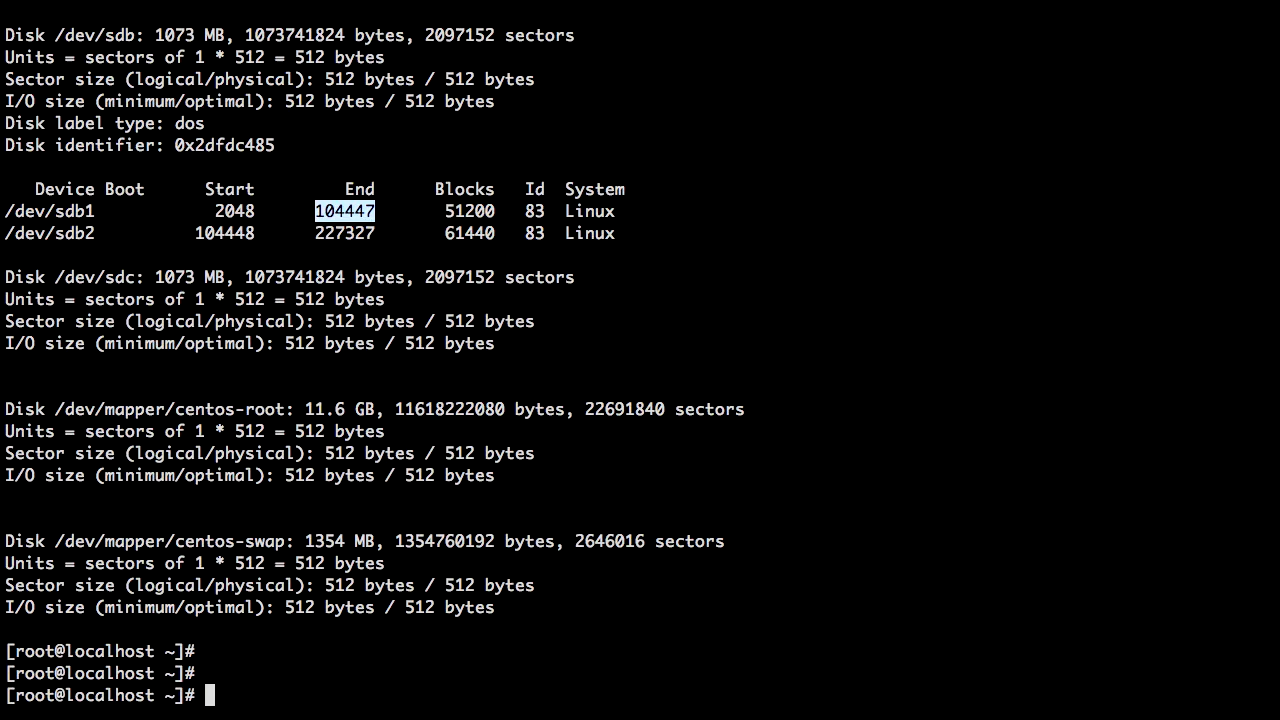 Disk /dev/sdb: 1073 MB, 1073741824 bytes, 2097152 sectors
Units = sectors of 1 * 512 = 512 bytes
Sector size (logical/physical): 512 bytes / 512 bytes
I/O size (minimum/optimal): 512 bytes / 512 bytes
Disk label type: dos
Disk identifier: 0x2dfdc485
   Device Boot      Start         End      Blocks   Id  System
/dev/sdb1            2048      104447       51200   83  Linux
/dev/sdb2          104448      227327       61440   83  Linux
Disk /dev/sdc: 1073 MB, 1073741824 bytes, 2097152 sectors
Units = sectors of 1 * 512 = 512 bytes
Sector size (logical/physical): 512 bytes / 512 bytes
I/O size (minimum/optimal): 512 bytes / 512 bytes
Disk /dev/mapper/centos-root: 11.6 GB, 11618222080 bytes, 22691840 sectors
Units = sectors of 1 * 512 = 512 bytes
Sector size (logical/physical): 512 bytes / 512 bytes
I/O size (minimum/optimal): 512 bytes / 512 bytes
Disk /dev/mapper/centos-swap: 1354 MB, 1354760192 bytes, 2646016 sectors
Units = sectors of 1 * 512 = 512 bytes
Sector size (logical/physical): 512 bytes / 512 bytes
I/O size (minimum/optimal): 512 bytes / 512 bytes
[root@localhost ~]#
[root@localhost ~]#
[root@localhost ~]#